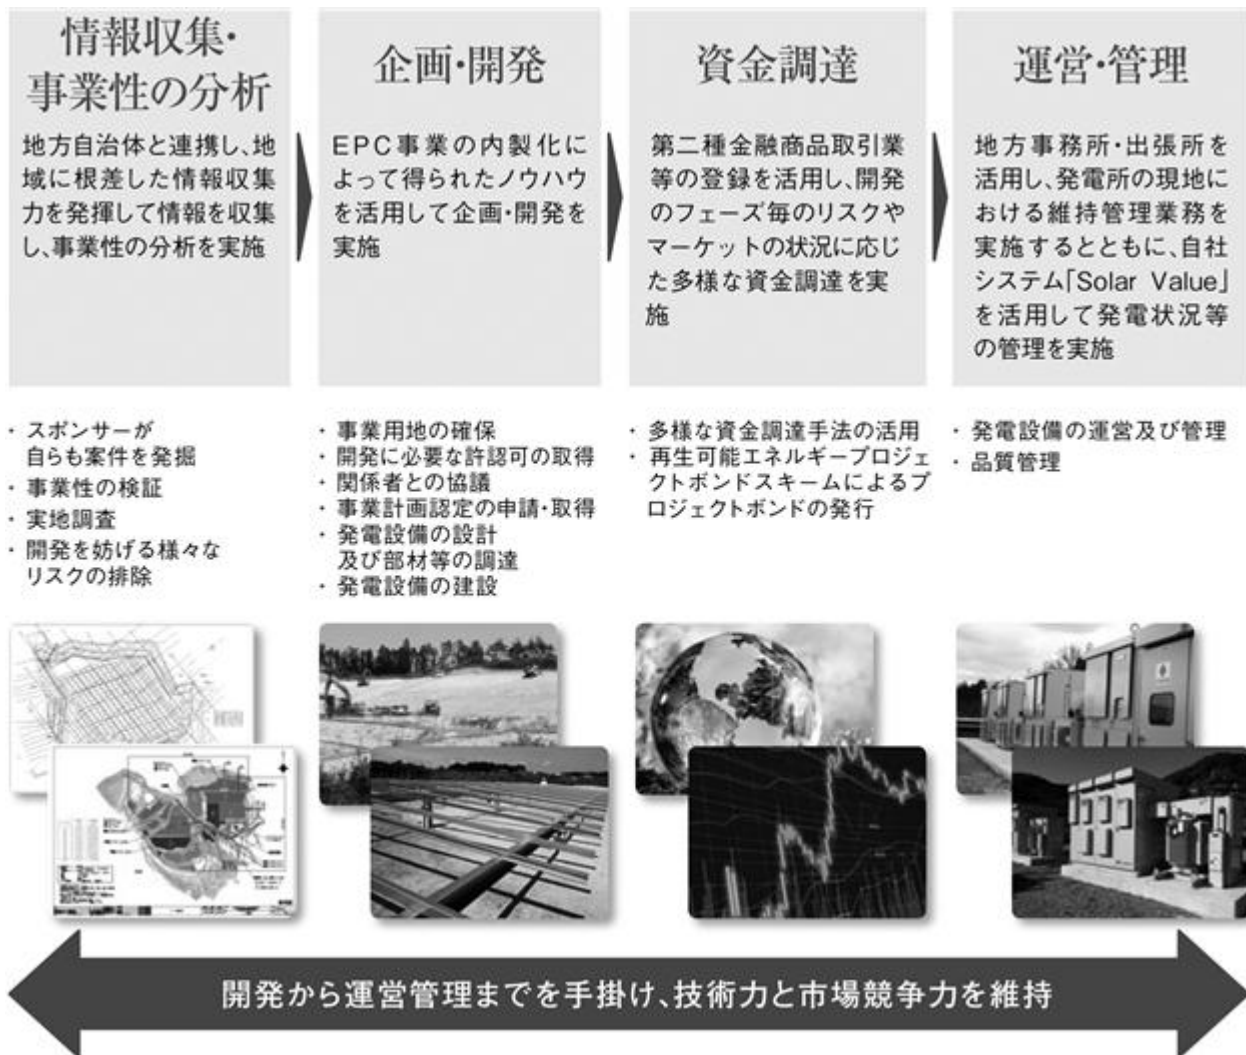 情報収集・
事業性の分析
地方自治体と連携し、地
域に根差した情報収集
力を発揮して情報を収集
し、事業性の分析を実施
企画・開発
EPC事業の内製化に
よって得られたノウハウ
を活用して企画・開発を
実施
資金調達
第二種金融商品取引業
等の登録を活用し、開発
のフェーズ毎のリスクや
マーケットの状況に応じ
た多様な資金調達を実
施
運営・管理
地方事務所・出張所を
活用し、発電所の現地に
おける維持管理業務を
実施するとともに、自社
システム「Solar Value」
を活用して発電状況等
の管理を実施
・ スポンサーが
自らも案件を発掘
・ 事業性の検証
・ 実地調査
・ 開発を妨げる様々な
リスクの排除
・ 事業用地の確保
・ 開発に必要な許認可の取得
・ 関係者との協議
・ 事業計画認定の申請・取得
・ 発電設備の設計
及び部材等の調達
・ 発電設備の建設
・ 多様な資金調達手法の活用
・ 再生可能エネルギープロジェ
クトボンドスキームによるプ
ロジェクトボンドの発行
・ 発電設備の運営及び管理
・ 品質管理
開発から運営管理までを手掛け、技術力と市場競争力を維持